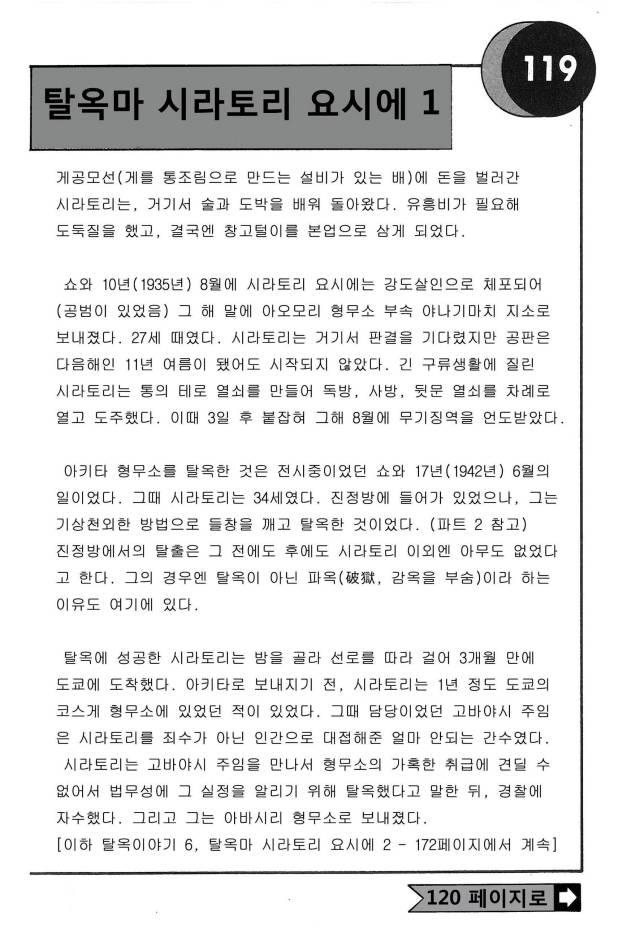 119
탈옥마 시라토리 요시에 1
게공모선(게를 통조림으로 만드는 설비가 있는 배)에 돈을 벌러간
시라토리는, 거기서 술과 도박을 배워 돌아왔다. 유흥비가 필요해
도둑질을 했고, 결국엔 창고털이를 본업으로 삼게 되었다.
쇼와 10년(1935년) 8월에 시라토리 요시에는 강도살인으로 체포되어
(공범이 있었음) 그 해 말에 아오모리 형무소 부속 야나기마치 지소로
보내졌다. 27세 때였다. 시라토리는 거기서 판결을 기다렸지만 공판은
다음해인 11년 여름이 됐어도 시작되지 않았다. 긴 구류생활에 질린
시라토리는 통의 테로 열쇠를 만들어 독방, 사방, 뒷문 열쇠를 차례로
열고 도주했다. 이때 3일 후 붙잡혀 그해 8월에 무기징역을 언도받았다.
아키타 형무소를 탈옥한 것은 전시중이었던 쇼와 17년(1942년) 6월의
일이었다. 그때 시라토리는 34세였다. 진정방에 들어가 있었으나, 그는
기상천외한 방법으로 들창을 깨고 탈옥한 것이었다. (파트 2 참고)
진정방에서의 탈출은 그 전에도 후에도 시라토리 이외엔 아무도 없었다
고 한다. 그의 경우엔 탈옥이 아닌 파옥(破獄, 감옥을 부숨)이라 하는
이유도 여기에 있다.
탈옥에 성공한 시라토리는 밤을 골라 선로를 따라 걸어 3개월 만에
도쿄에 도착했다. 아키타로 보내지기 전, 시라토리는 1년 정도 도쿄의
코스게 형무소에 있었던 적이 있었다. 그때 담당이었던 고바야시 주임
은 시라토리를 죄수가 아닌 인간으로 대접해준 얼마 안되는 간수였다.
시라토리는 고바야시 주임을 만나서 형무소의 가혹한 취급에 견딜 수
없어서 법무성에 그 실정을 알리기 위해 탈옥했다고 말한 뒤, 경찰에
자수했다. 그리고 그는 아바시리 형무소로 보내졌다.
[이하 탈옥이야기 6, 탈옥마 시라토리 요시에 2 - 172페이지에서 계속]
120 페이지로